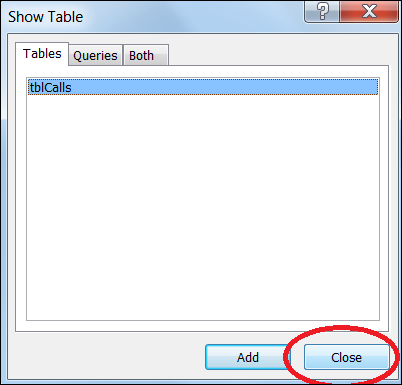 Show Table
?
X
Tables Queries Both
tblCalls
Add Close